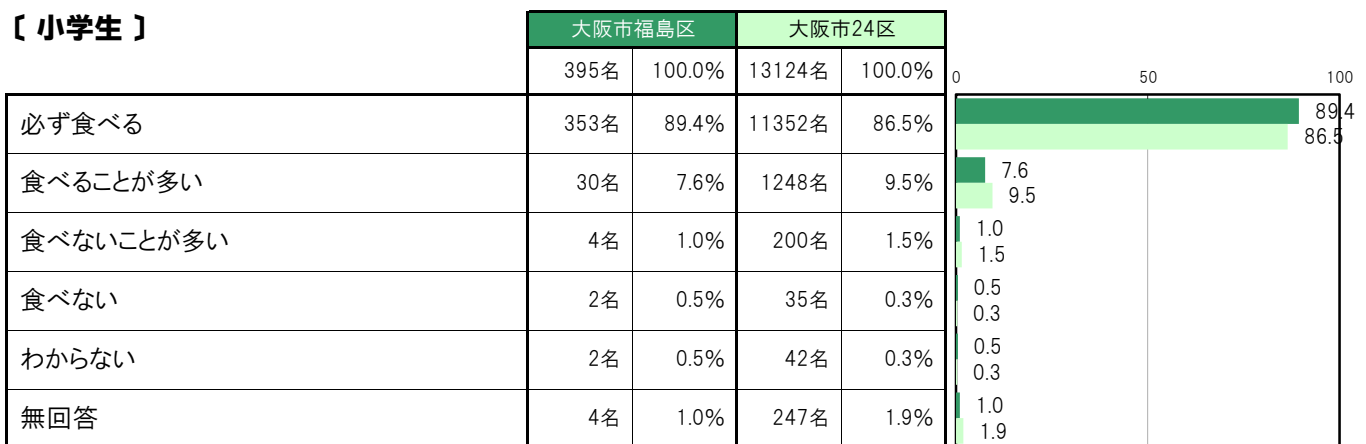 〔 小学生 〕
大阪市福島区 大阪市24区
395名 100.0% 13124名 100.0%
0 50 100
必ず食べる 353名 89.4% 11352名 86.5%
89.4
86.5
食べることが多い 30名 7.6% 1248名 9.5%
7.6
9.5
食べないことが多い 4名 1.0% 200名 1.5%
1.0
1.5
食べない 2名 0.5% 35名 0.3%
0.5
0.3
わからない 2名 0.5% 42名 0.3%
0.5
0.3
無回答 4名 1.0% 247名 1.9%
1.0
1.9